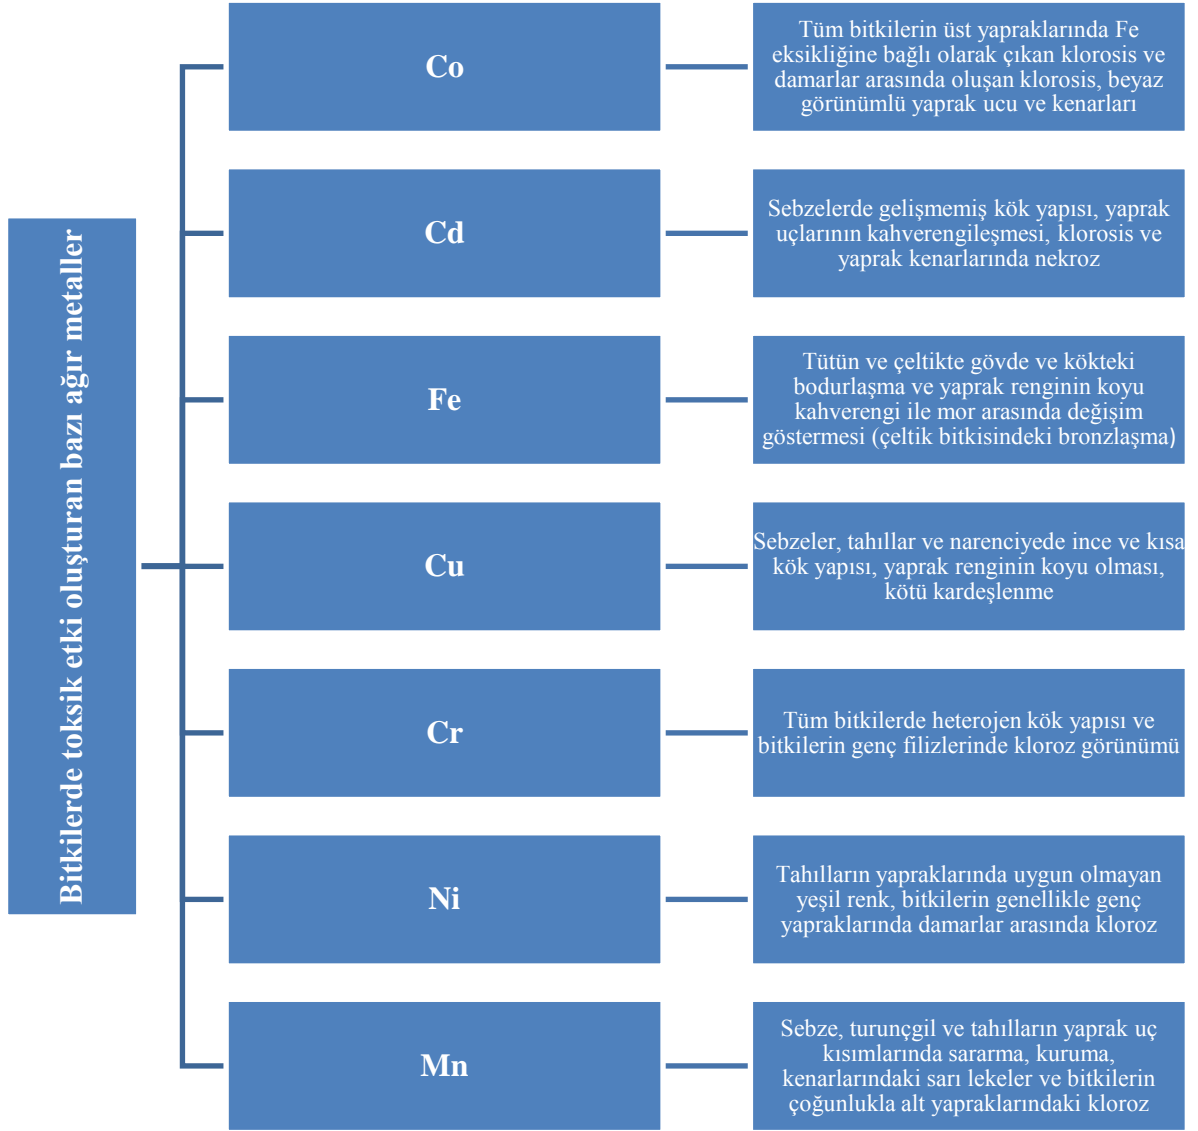 Bitkilerde toksik etki oluşturan bazı ağır metaller
Co
Tüm bitkilerin üst yapraklarında Fe
eksikliğine bağlı olarak çıkan klorosis ve
damarlar arasında oluşan klorosis, beyaz
görünümlü yaprak ucu ve kenarları
Cd
Sebzelerde gelişmemiş kök yapısı, yaprak
uçlarının kahverengileşmesi, klorosis ve
yaprak kenarlarında nekroz
Fe
Tütün ve çeltikte gövde ve kökteki
bodurlaşma ve yaprak renginin koyu
kahverengi ile mor arasında değişim
göstermesi (çeltik bitkisindeki bronzlaşma)
Cu
Sebzeler, tahıllar ve narenciyede ince ve kısa
kök yapısı, yaprak renginin koyu olması,
kötü kardeşlenme
Cr
Tüm bitkilerde heterojen kök yapısı ve
bitkilerin genç filizlerinde kloroz görünümü
Ni
Tahılların yapraklarında uygun olmayan
yeşil renk, bitkilerin genellikle genç
yapraklarında damarlar arasında kloroz
Mn
Sebze, turunçgil ve tahılların yaprak uç
kısımlarında sararma, kuruma,
kenarlarındaki sarı lekeler ve bitkilerin
çoğunlukla alt yapraklarındaki kloroz